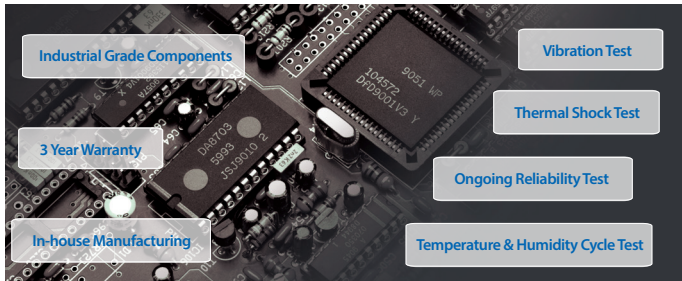 Industrial Grade Components
3 Year Warranty
In-house Manufacturing
Vibration Test
Thermal Shock Test
Ongoing Reliability Test
Temperature & Humidity Cycle Test
9051 WP
104572
DFD9001V3 Y
DA8703
5993
JSJ9010 2